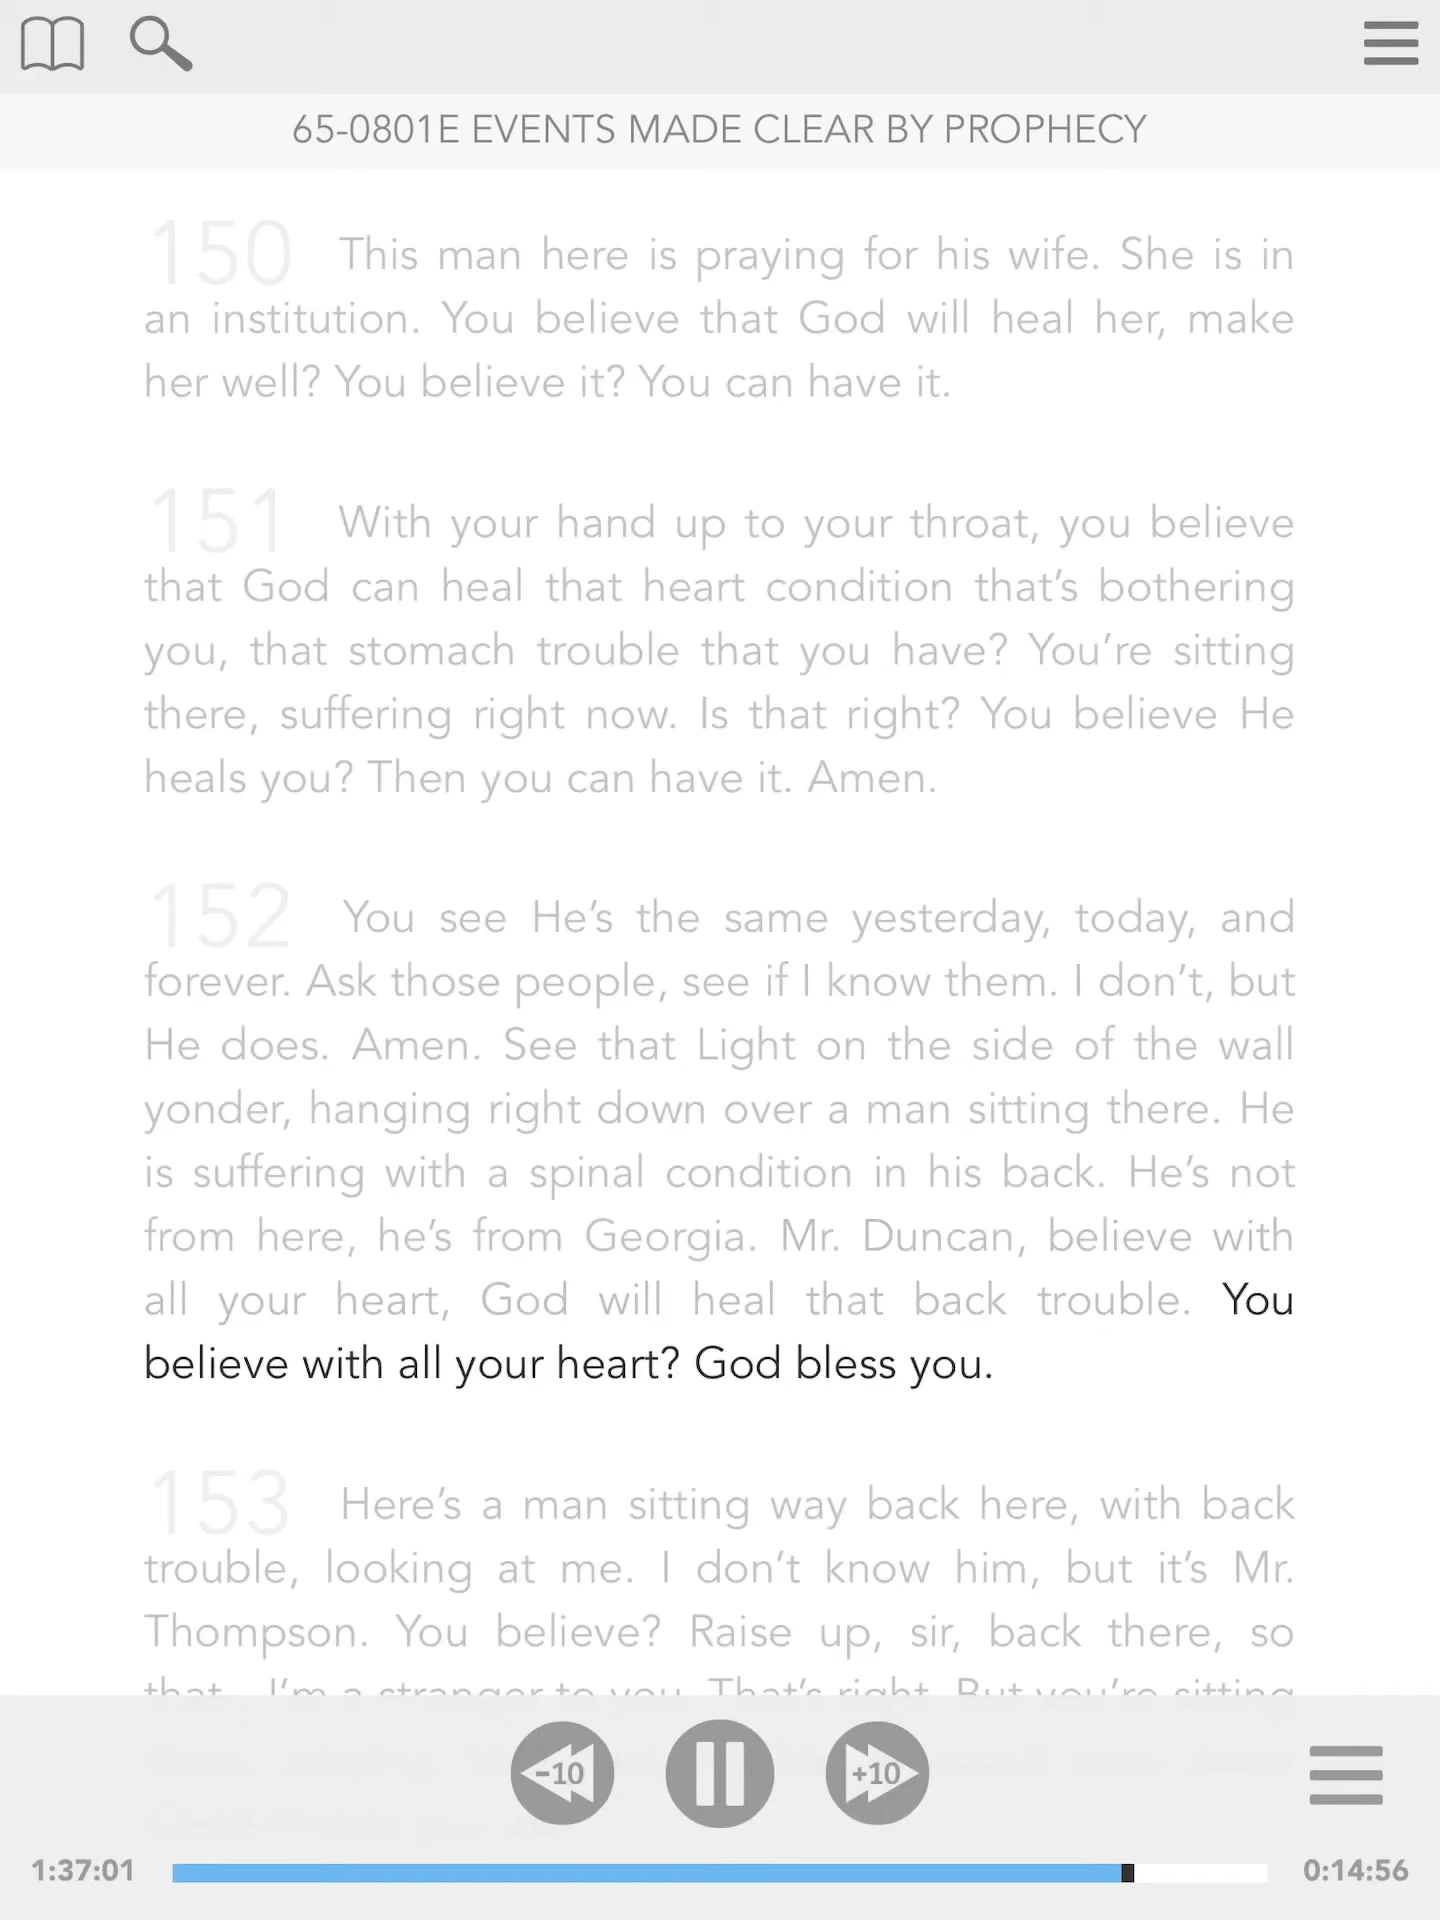 65-0801E EVENTS MADE CLEAR BY PROPHECY
150 This man here is praying for his wife. She is in
an institution. You believe that God will heal her, make
her well? You believe it? You can have it.
151 With your hand up to your throat, you believe
that God can heal that heart condition that’s bothering
you, that stomach trouble that you have? You’re sitting
there, suffering right now. Is that right? You believe He
heals you? Then you can have it. Amen.
152 You see He’s the same yesterday, today, and
forever. Ask those people, see if I know them. I don’t, but
He does. Amen. See that Light on the side of the wall
yonder, hanging right down over a man sitting there. He
is suffering with a spinal condition in his back. He’s not
from here, he’s from Georgia. Mr. Duncan, believe with
all your heart, God will heal that back trouble. You
believe with all your heart? God bless you.
153 Here’s a man sitting way back here, with back
trouble, looking at me. I don’t know him, but it’s Mr.
Thompson. You believe? Raise up, sir, back there, so
that…I’m a stranger to you. That’s right. But you’re sitting
-10 +10
1:37:01 0:14:56